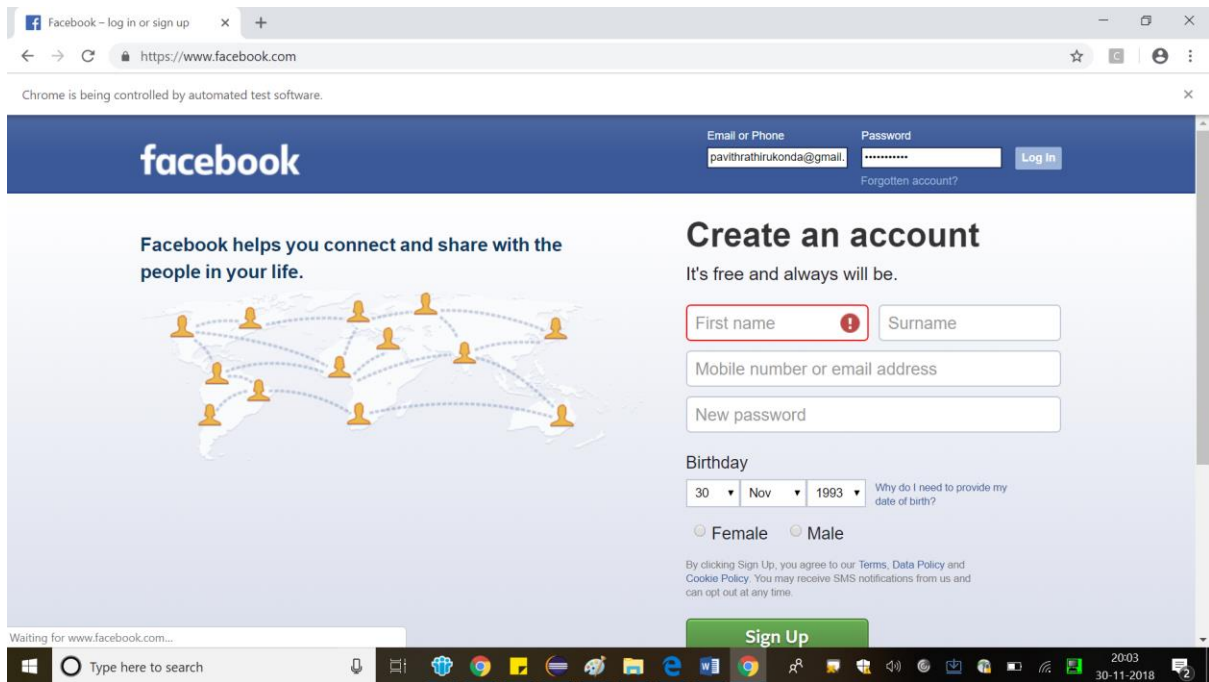 Facebook – log in or sign up
https://www.facebook.com
Chrome is being controlled by automated test software.
facebook
Email or Phone
Password
pavithrathirukonda@gmail.
•••••••••••
Log In
Forgotten account?
Facebook helps you connect and share with the
people in your life.
Create an account
It's free and always will be.
First name
Surname
Mobile number or email address
New password
Birthday
30 Nov 1993
Why do I need to provide my
date of birth?
Female Male
By clicking Sign Up, you agree to our Terms, Data Policy and
Cookie Policy. You may receive SMS notifications from us and
can opt out at any time.
Sign Up
Waiting for www.facebook.com...
Type here to search
20:03
30-11-2018
2